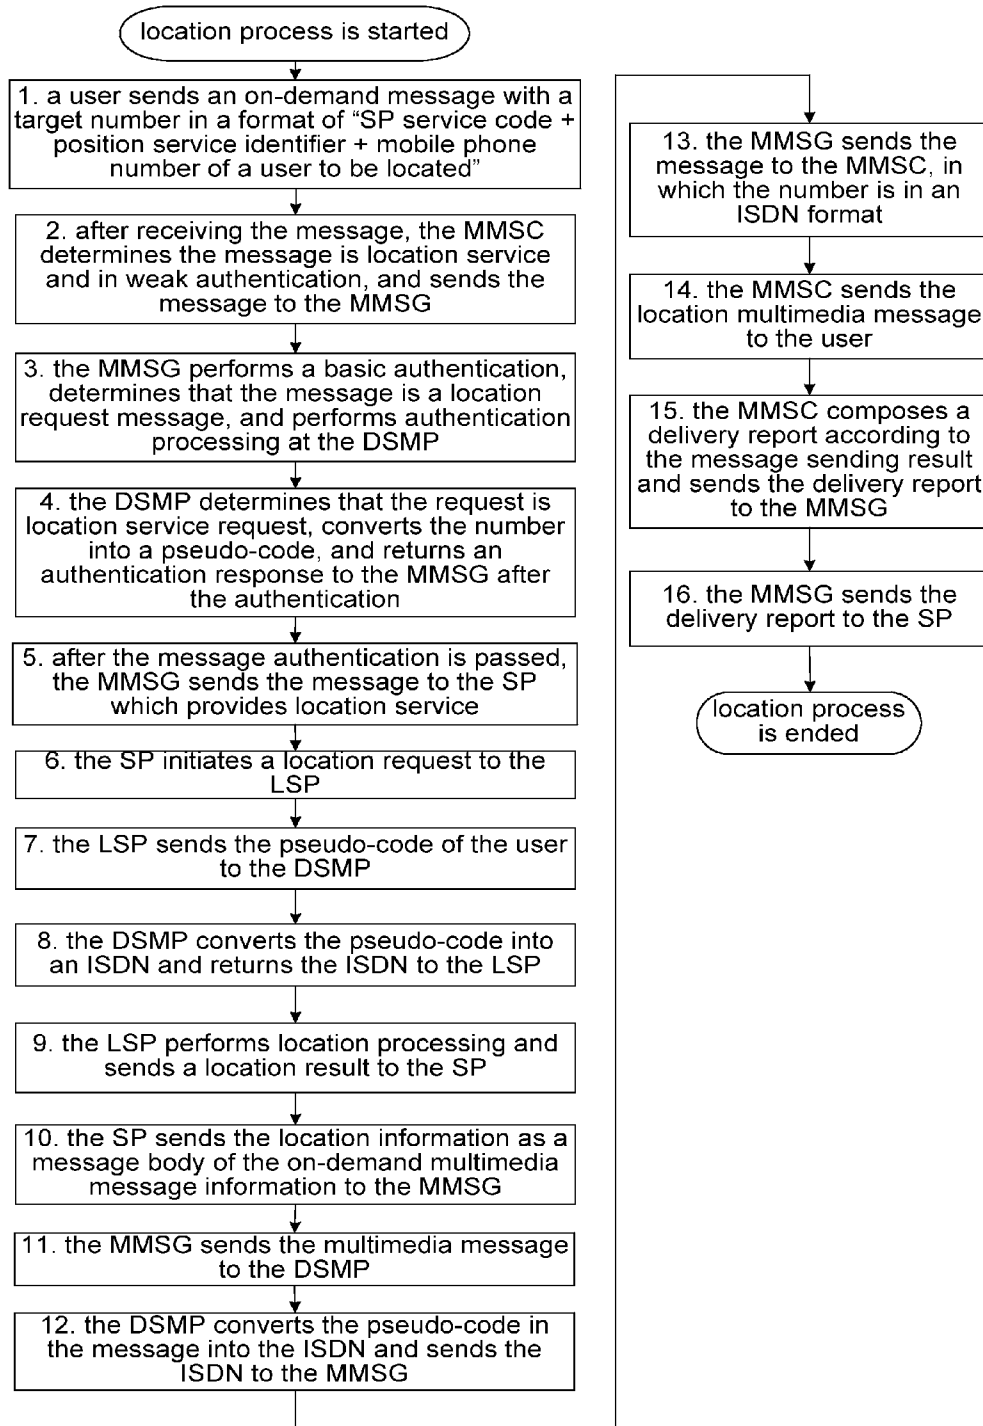 location process is started
1. a user sends an on-demand message with a
target number in a format of “SP service code +
position service identifier + mobile phone
number of a user to be located”
2. after receiving the message, the MMSC
determines the message is location service
and in weak authentication, and sends the
message to the MMSG
3. the MMSG performs a basic authentication,
determines that the message is a location
request message, and performs authentication
processing at the DSMP
4. the DSMP determines that the request is
location service request, converts the number
into a pseudo-code, and returns an
authentication response to the MMSG after
the authentication
5. after the message authentication is passed,
the MMSG sends the message to the SP
which provides location service
6. the SP initiates a location request to the
LSP
7. the LSP sends the pseudo-code of the user
to the DSMP
8. the DSMP converts the pseudo-code into
an ISDN and returns the ISDN to the LSP
9. the LSP performs location processing and
sends a location result to the SP
10. the SP sends the location information as a
message body of the on-demand multimedia
message information to the MMSG
11. the MMSG sends the multimedia message
to the DSMP
12. the DSMP converts the pseudo-code in
the message into the ISDN and sends the
ISDN to the MMSG
13. the MMSG sends the
message to the MMSC, in
which the number is in an
ISDN format
14. the MMSC sends the
location multimedia message
to the user
15. the MMSC composes a
delivery report according to
the message sending result
and sends the delivery report
to the MMSG
16. the MMSG sends the
delivery report to the SP
location process
is ended